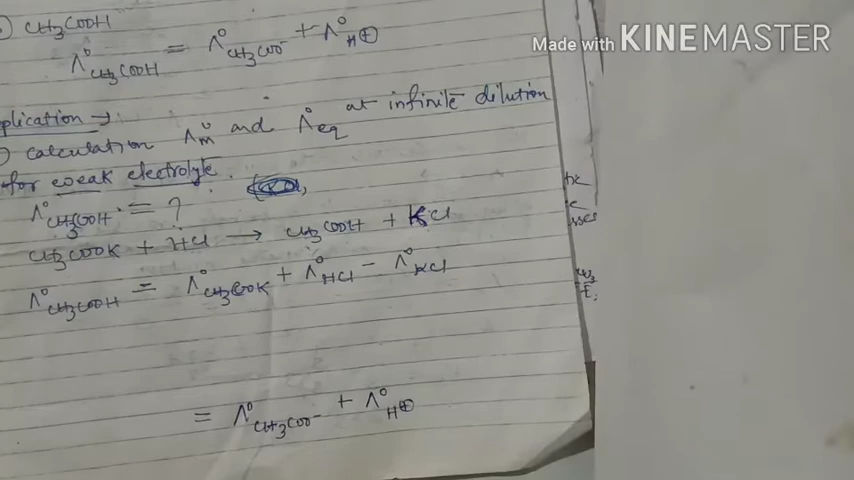 ) CH3COOH
Λ°CH3COOH = Λ°CH3COO- + Λ°H⊕
Made with KINEMASTER
plication →
) calculation Λ°m and Λ°eq at infinite dilution
for weak electrolyte.
Λ°CH3COOH = ?
CH3COOK + HCl → CH3COOH + KCl
Λ°CH3COOH = Λ°CH3COOK + Λ°HCl - Λ°KCl
= Λ°CH3COO- + Λ°H⊕